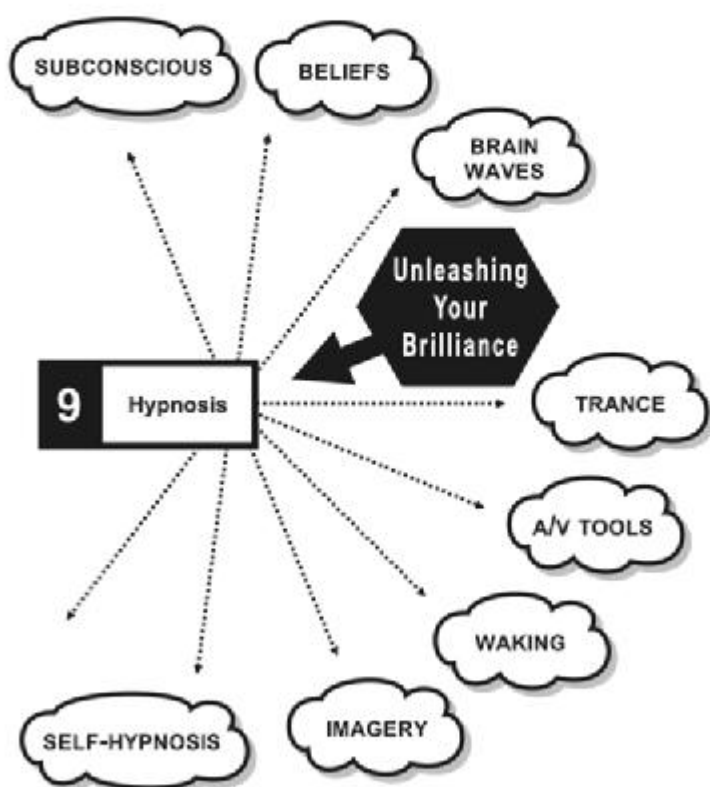 SUBCONSCIOUS
BELIEFS
BRAIN
WAVES
Unleashing
Your
Brilliance
9 Hypnosis
TRANCE
A/V TOOLS
WAKING
IMAGERY
SELF-HYPNOSIS